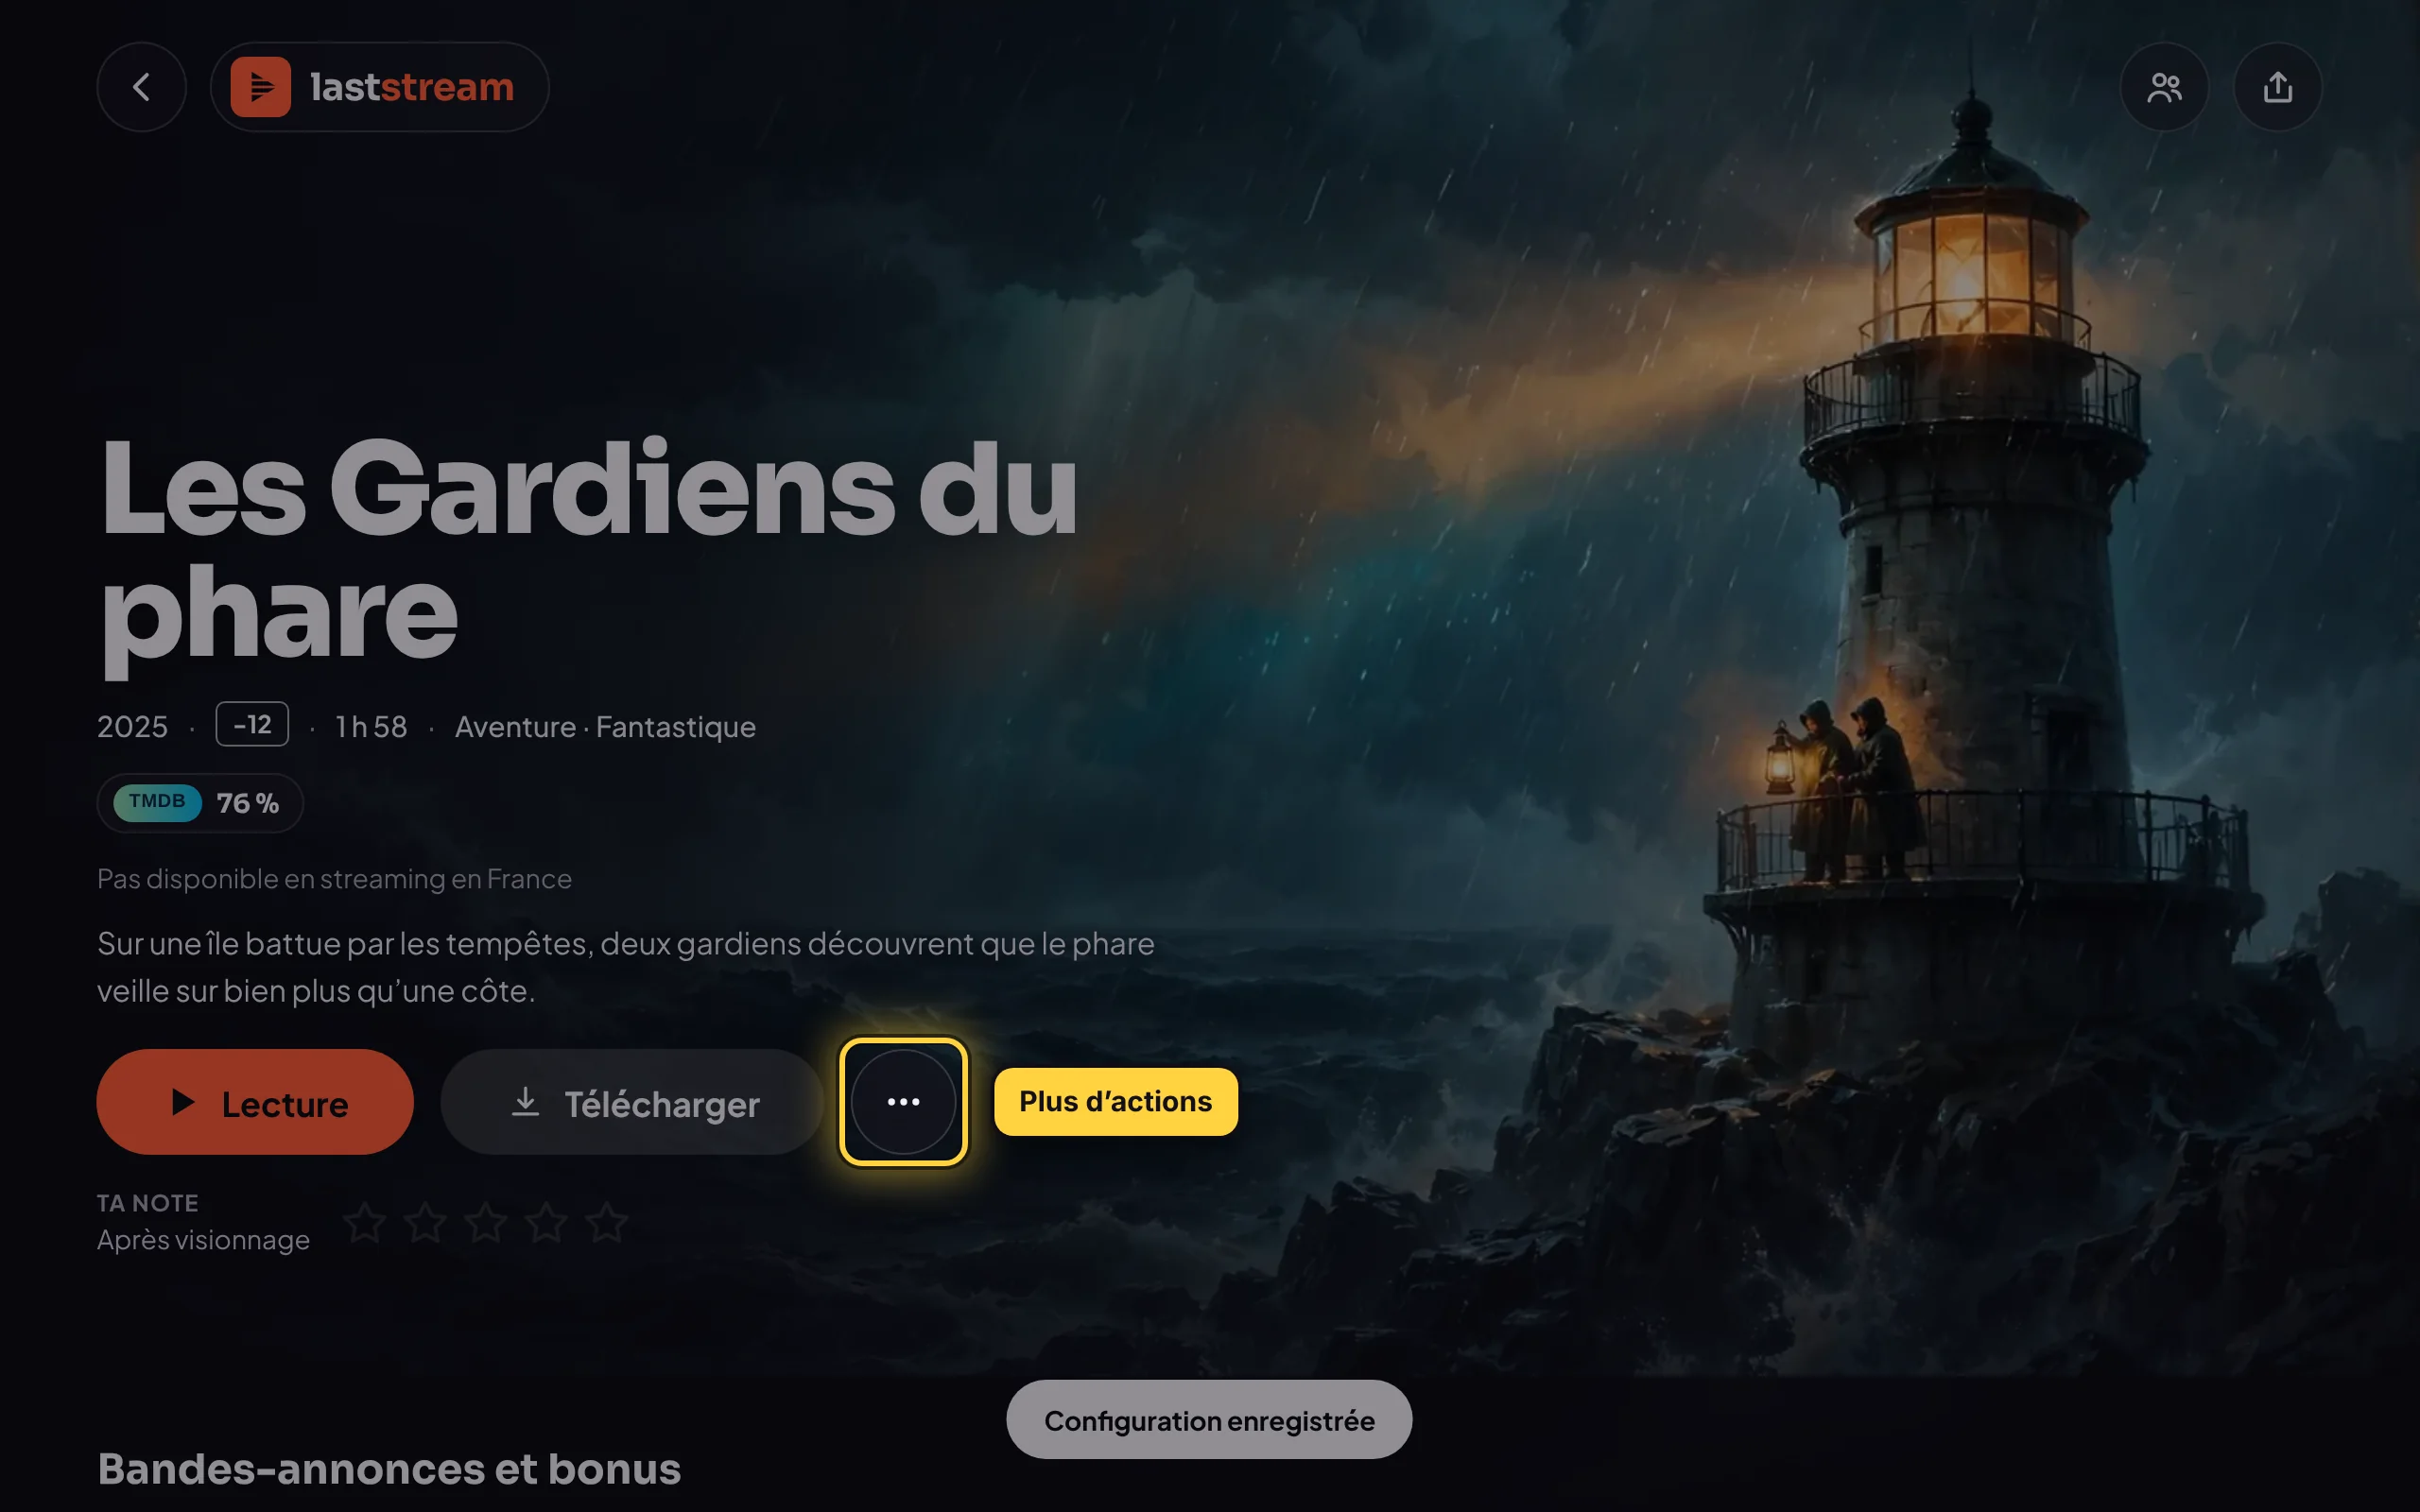 laststream
Les Gardiens du
phare
2025 · -12 · 1 h 58 · Aventure · Fantastique
TMDB 76 %
Pas disponible en streaming en France
Sur une île battue par les tempêtes, deux gardiens découvrent que le phare
veille sur bien plus qu’une côte.
Lecture
Télécharger
Plus d’actions
TA NOTE
Après visionnage
Configuration enregistrée
Bandes-annonces et bonus